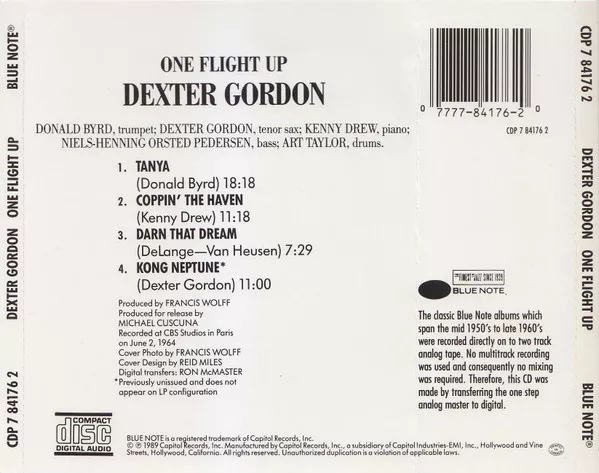 BLUE NOTE®
DEXTER GORDON ONE FLIGHT UP
CDP 7 84176 2
ONE FLIGHT UP
DEXTER GORDON
DONALD BYRD, trumpet; DEXTER GORDON, tenor sax; KENNY DREW, piano;
NIELS-HENNING ORSTED PEDERSEN, bass; ART TAYLOR, drums.
1. TANYA
(Donald Byrd) 18:18
2. COPPIN' THE HAVEN
(Kenny Drew) 11:18
3. DARN THAT DREAM
(DeLange—Van Heusen) 7:29
4. KONG NEPTUNE*
(Dexter Gordon) 11:00
Produced by FRANCIS WOLFF
Produced for release by
MICHAEL CUSCUNA
Recorded at CBS Studios in Paris
on June 2, 1964
Cover Photo by FRANCIS WOLFF
Cover Design by REID MILES
Digital transfers: RON McMASTER
*Previously unissued and does not
appear on LP configuration
COMPACT
disc
DIGITAL AUDIO
BLUE NOTE is a registered trademark of Capitol Records, Inc.
© ℗ 1989 Capitol Records, Inc. Manufactured by Capitol Records, Inc., a subsidiary of Capitol Industries-EMI, Inc., Hollywood and Vine
Streets, Hollywood, California. All rights reserved. Unauthorized duplication is a violation of applicable laws.
0 7777-84176-2 0
CDP 7 84176 2
THE FINEST IN JAZZ SINCE 1939
BLUE NOTE®
The classic Blue Note albums which
span the mid 1950's to late 1960's
were recorded directly on to two track
analog tape. No multitrack recording
was used and consequently no mixing
was required. Therefore, this CD was
made by transferring the one step
analog master to digital.
CDP 7 84176 2
DEXTER GORDON ONE FLIGHT UP
BLUE NOTE®